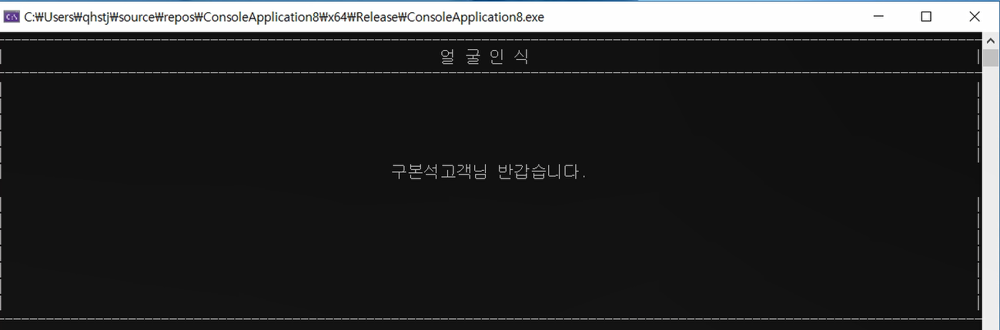 C:₩Users₩qhstj₩source₩repos₩ConsoleApplication8₩x64₩Release₩ConsoleApplication8.exe
얼 굴 인 식
구본석고객님 반갑습니다.